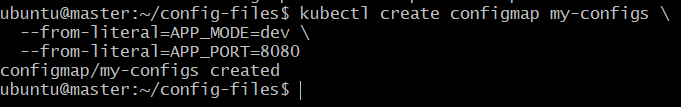 ubuntu@master:~/config-files$ kubectl create configmap my-configs \
  --from-literal=APP_MODE=dev \
  --from-literal=APP_PORT=8080
configmap/my-configs created
ubuntu@master:~/config-files$